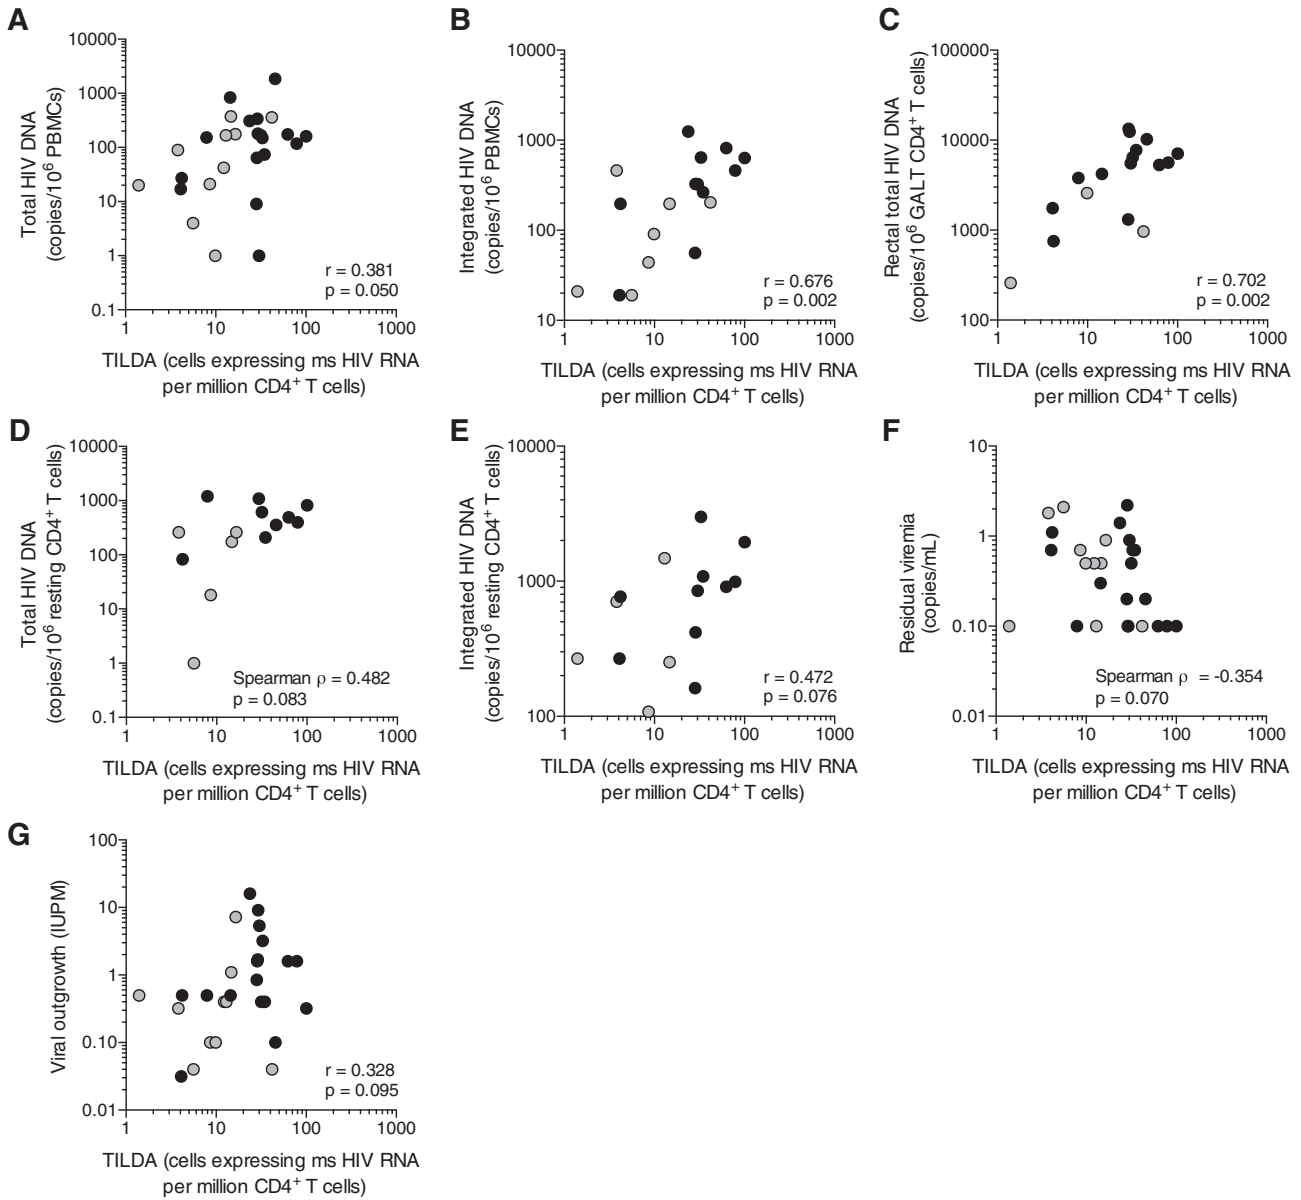 A
Total HIV DNA
(copies/10⁶ PBMCs)
10000
1000
100
10
1
0.1
r = 0.381
p = 0.050
1 10 100 1000
TILDA (cells expressing ms HIV RNA
per million CD4⁺ T cells)
B
Integrated HIV DNA
(copies/10⁶ PBMCs)
10000
1000
100
10
r = 0.676
p = 0.002
1 10 100 1000
TILDA (cells expressing ms HIV RNA
per million CD4⁺ T cells)
C
Rectal total HIV DNA
(copies/10⁶ GALT CD4⁺ T cells)
100000
10000
1000
100
r = 0.702
p = 0.002
1 10 100 1000
TILDA (cells expressing ms HIV RNA
per million CD4⁺ T cells)
D
Total HIV DNA
(copies/10⁶ resting CD4⁺ T cells)
10000
1000
100
10
1
0.1
Spearman ρ = 0.482
p = 0.083
1 10 100 1000
TILDA (cells expressing ms HIV RNA
per million CD4⁺ T cells)
E
Integrated HIV DNA
(copies/10⁶ resting CD4⁺ T cells)
10000
1000
100
r = 0.472
p = 0.076
1 10 100 1000
TILDA (cells expressing ms HIV RNA
per million CD4⁺ T cells)
F
Residual viremia
(copies/mL)
10
1
0.10
0.01
Spearman ρ = -0.354
p = 0.070
1 10 100 1000
TILDA (cells expressing ms HIV RNA
per million CD4⁺ T cells)
G
Viral outgrowth (IUPM)
100
10
1
0.10
0.01
r = 0.328
p = 0.095
1 10 100 1000
TILDA (cells expressing ms HIV RNA
per million CD4⁺ T cells)